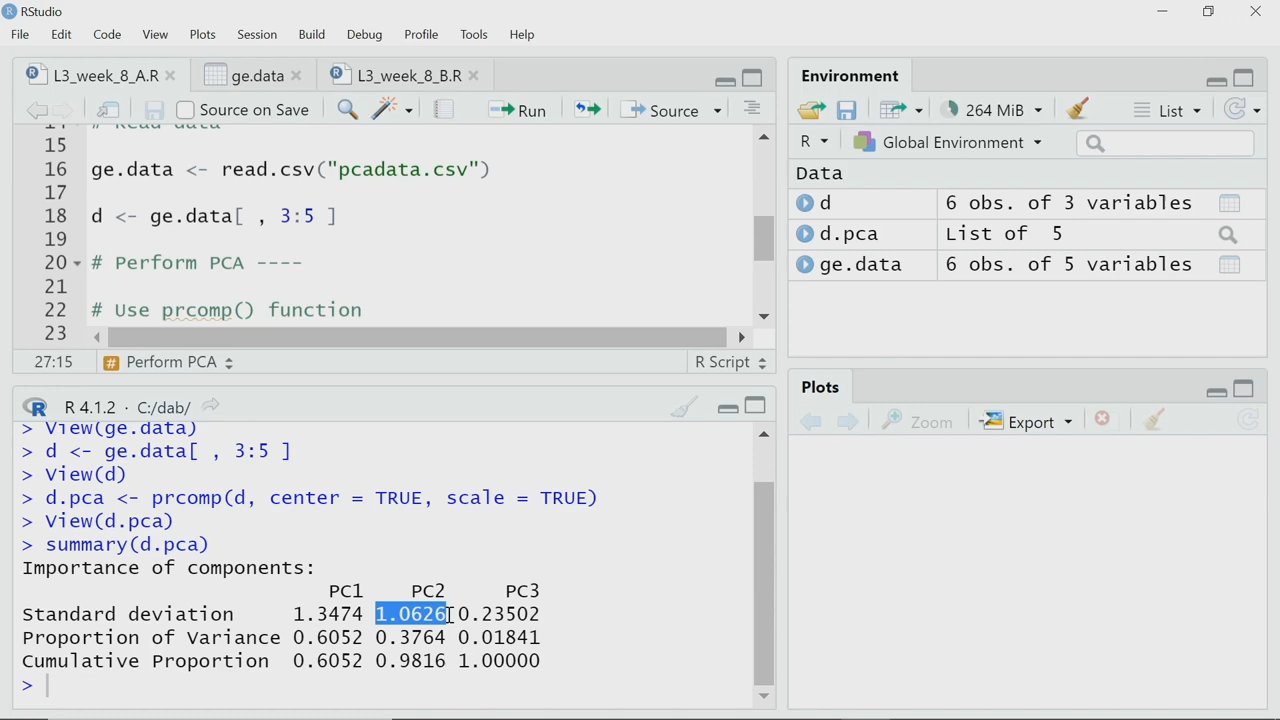 RStudio
File Edit Code View Plots Session Build Debug Profile Tools Help
L3_week_8_A.R ge.data L3_week_8_B.R
Source on Save Run Source
14 # Read data
15
16 ge.data <- read.csv("pcadata.csv")
17
18 d <- ge.data[ , 3:5 ]
19
20 # Perform PCA ----
21
22 # Use prcomp() function
23
27:15 # Perform PCA R Script
R R 4.1.2 · C:/dab/
> View(ge.data)
> d <- ge.data[ , 3:5 ]
> View(d)
> d.pca <- prcomp(d, center = TRUE, scale = TRUE)
> View(d.pca)
> summary(d.pca)
Importance of components:
PC1 PC2 PC3
Standard deviation 1.3474 1.0626 0.23502
Proportion of Variance 0.6052 0.3764 0.01841
Cumulative Proportion 0.6052 0.9816 1.00000
>
Environment
264 MiB List
R Global Environment
Data
d 6 obs. of 3 variables
d.pca List of 5
ge.data 6 obs. of 5 variables
Plots
Zoom Export